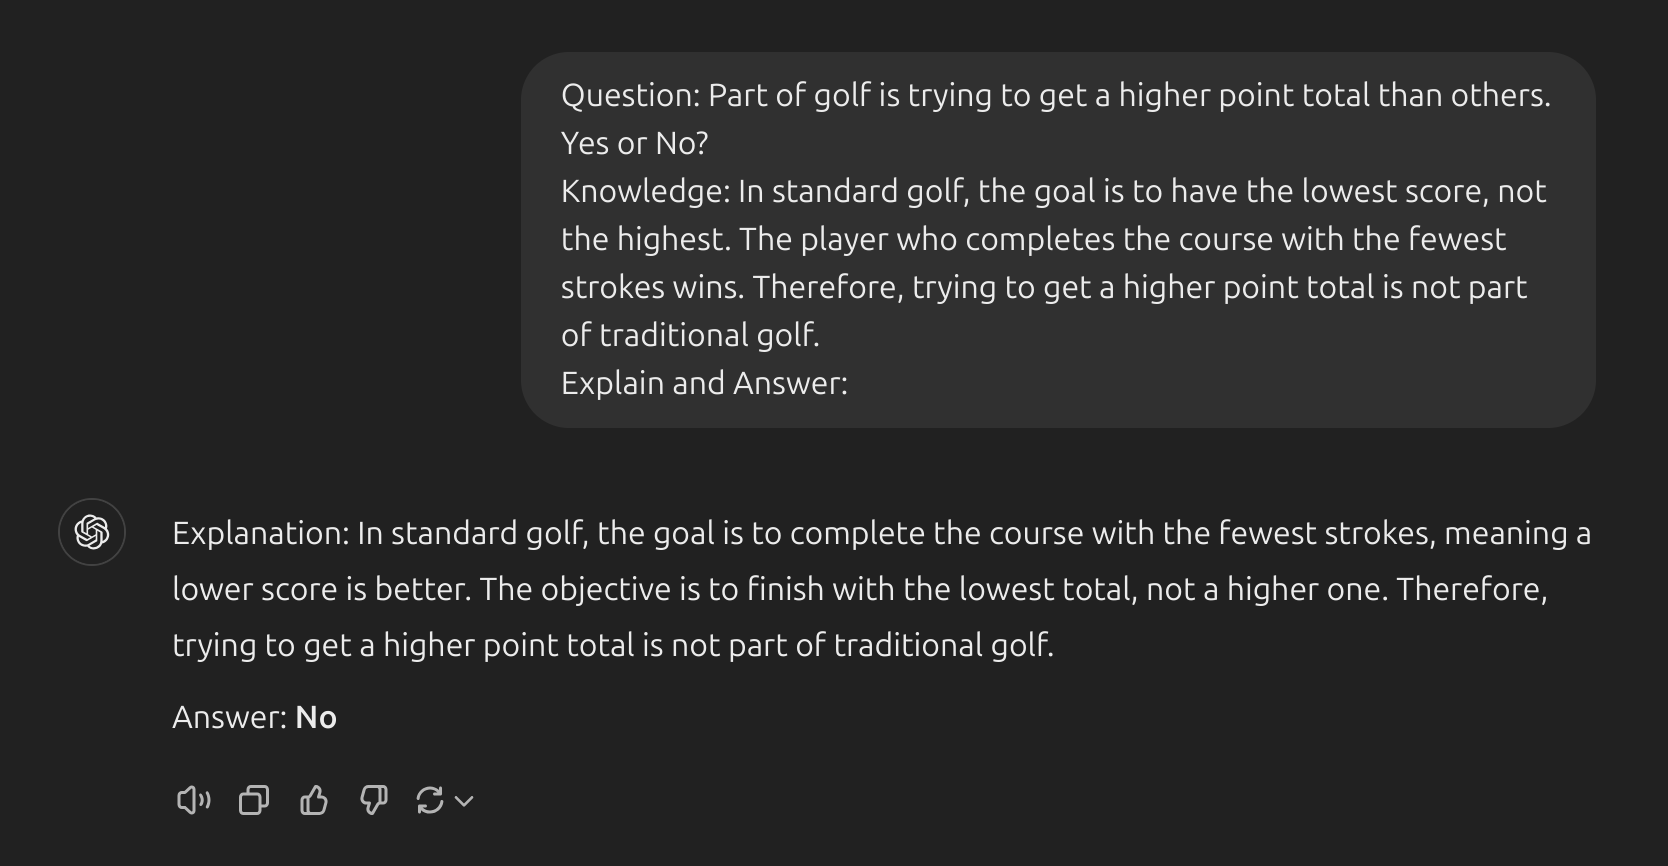 Question: Part of golf is trying to get a higher point total than others.
Yes or No?
Knowledge: In standard golf, the goal is to have the lowest score, not
the highest. The player who completes the course with the fewest
strokes wins. Therefore, trying to get a higher point total is not part
of traditional golf.
Explain and Answer:
Explanation: In standard golf, the goal is to complete the course with the fewest strokes, meaning a
lower score is better. The objective is to finish with the lowest total, not a higher one. Therefore,
trying to get a higher point total is not part of traditional golf.
Answer: No